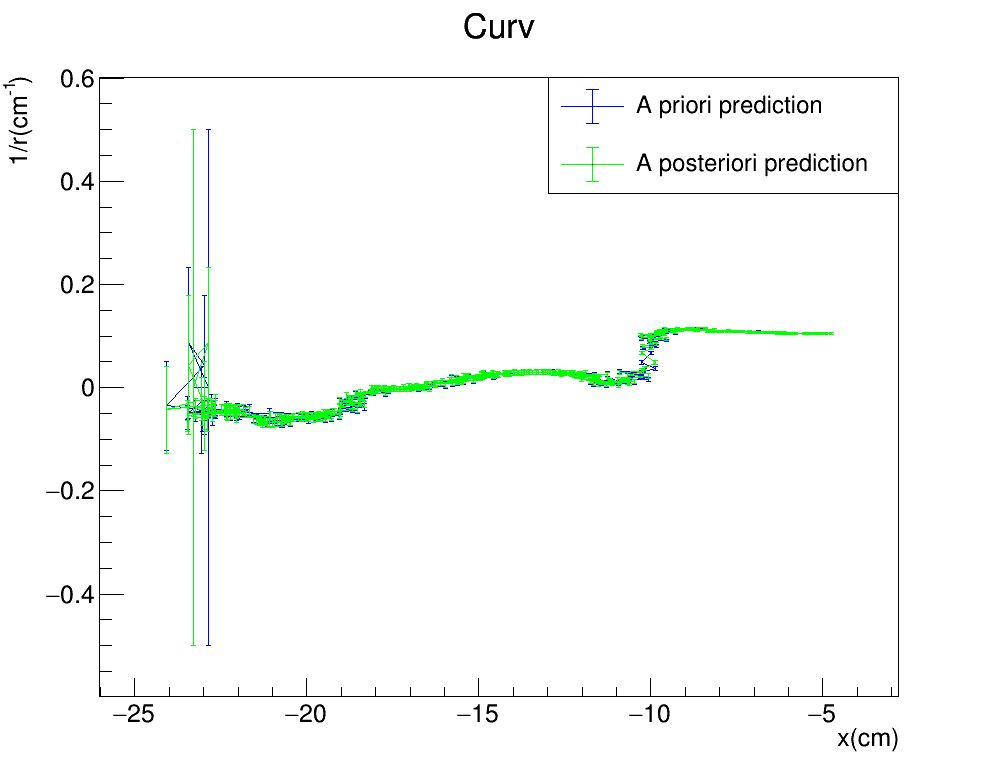 Curv
1/r(cm⁻¹)
0.6
0.4
0.2
0
−0.2
−0.4
A priori prediction
A posteriori prediction
−25 −20 −15 −10 −5
x(cm)